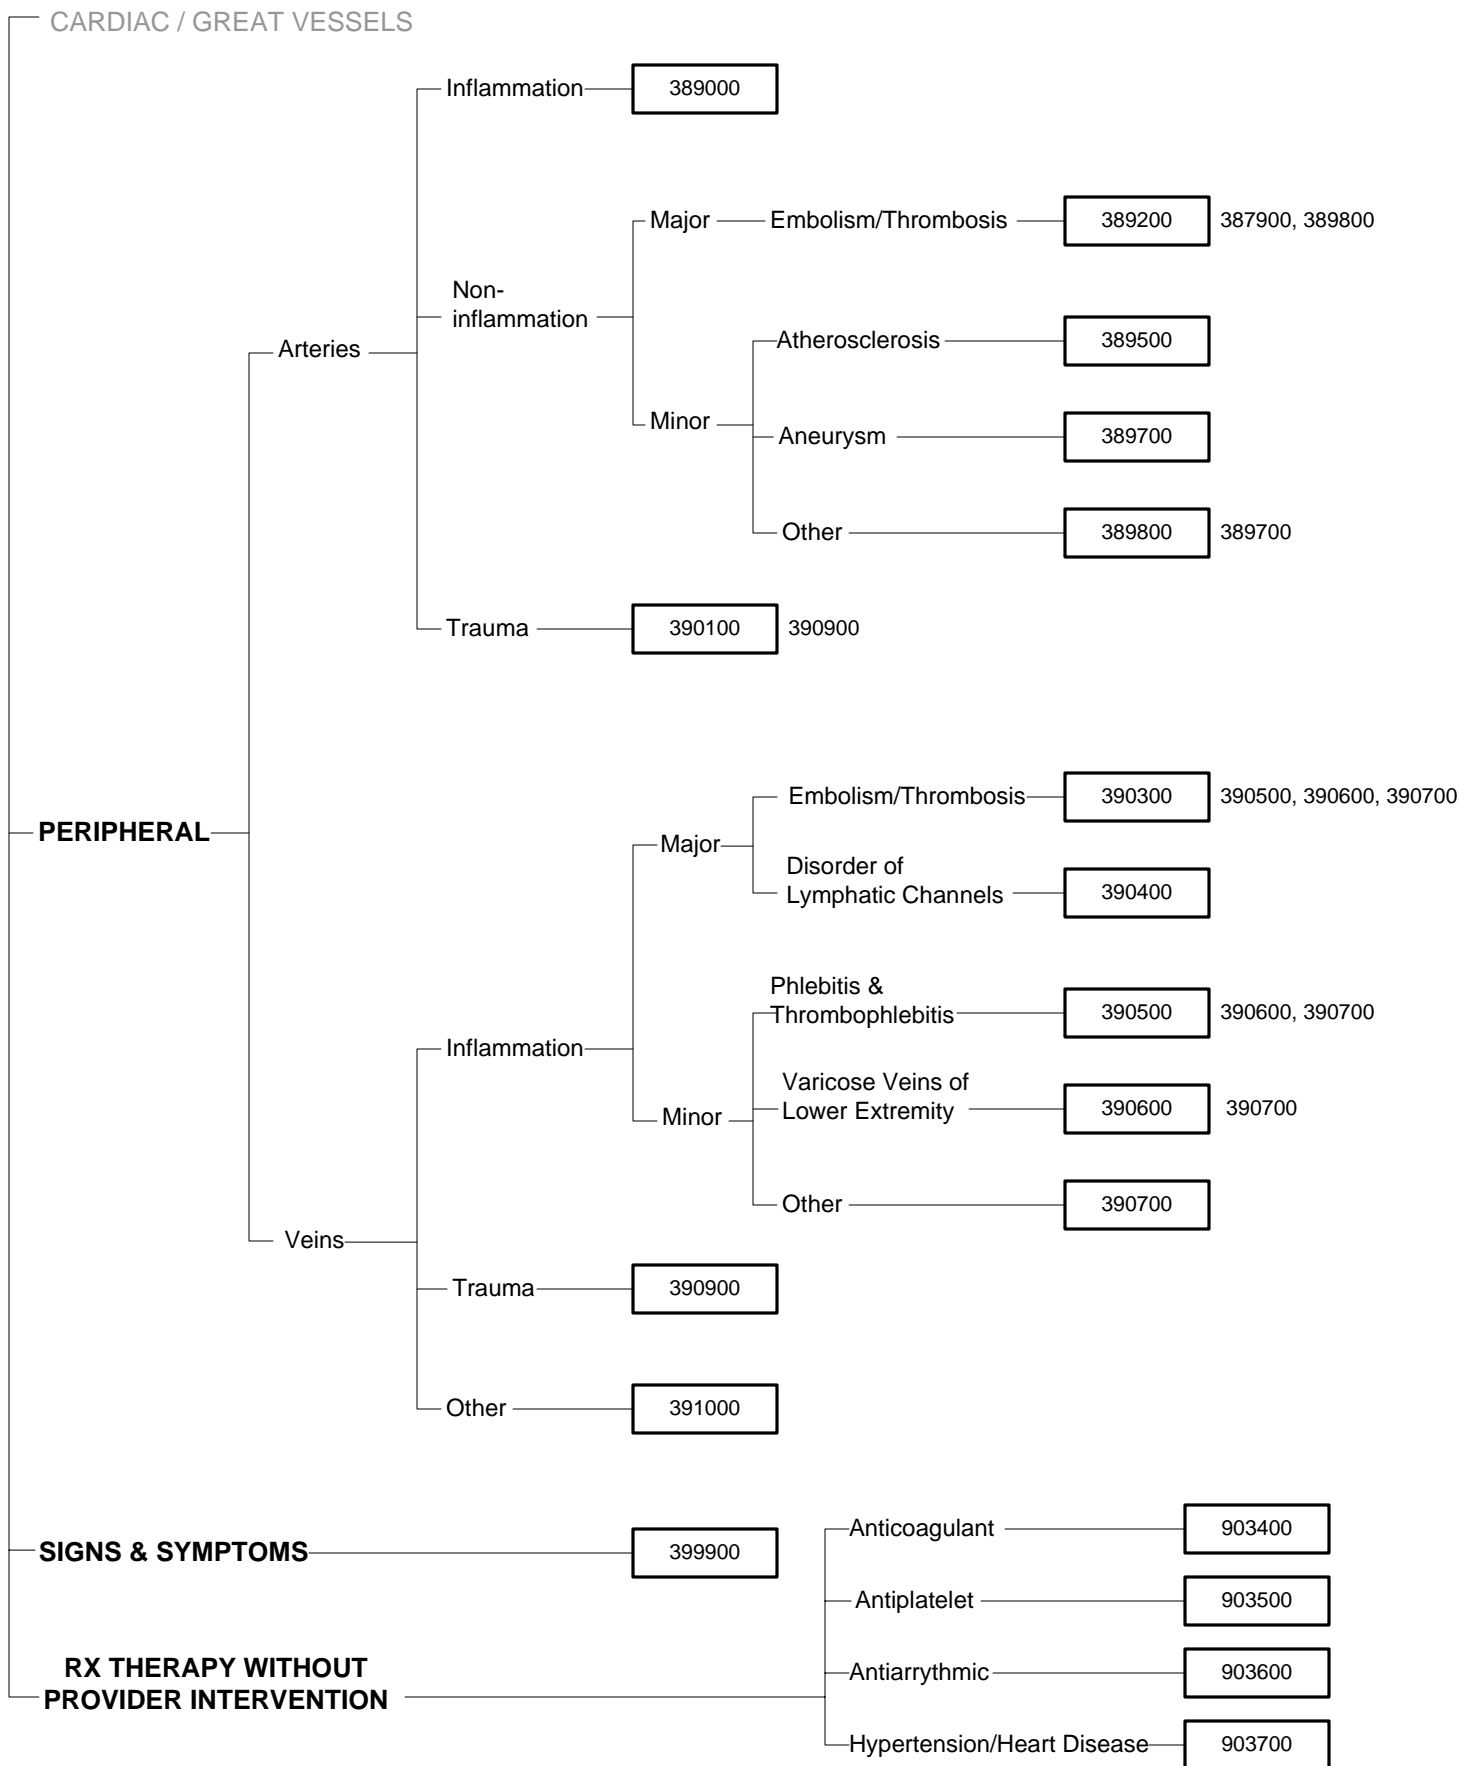 CARDIAC / GREAT VESSELS
Inflammation 389000
Major Embolism/Thrombosis 389200 387900, 389800
Non-
inflammation
Atherosclerosis 389500
Arteries
Minor
Aneurysm 389700
Other 389800 389700
Trauma 390100 390900
Embolism/Thrombosis 390300 390500, 390600, 390700
PERIPHERAL
Major
Disorder of
Lymphatic Channels 390400
Phlebitis &
Thrombophlebitis 390500 390600, 390700
Inflammation
Varicose Veins of
Lower Extremity 390600 390700
Minor
Other 390700
Veins
Trauma 390900
Other 391000
Anticoagulant 903400
SIGNS & SYMPTOMS 399900
Antiplatelet 903500
RX THERAPY WITHOUT
PROVIDER INTERVENTION
Antiarrythmic 903600
Hypertension/Heart Disease 903700